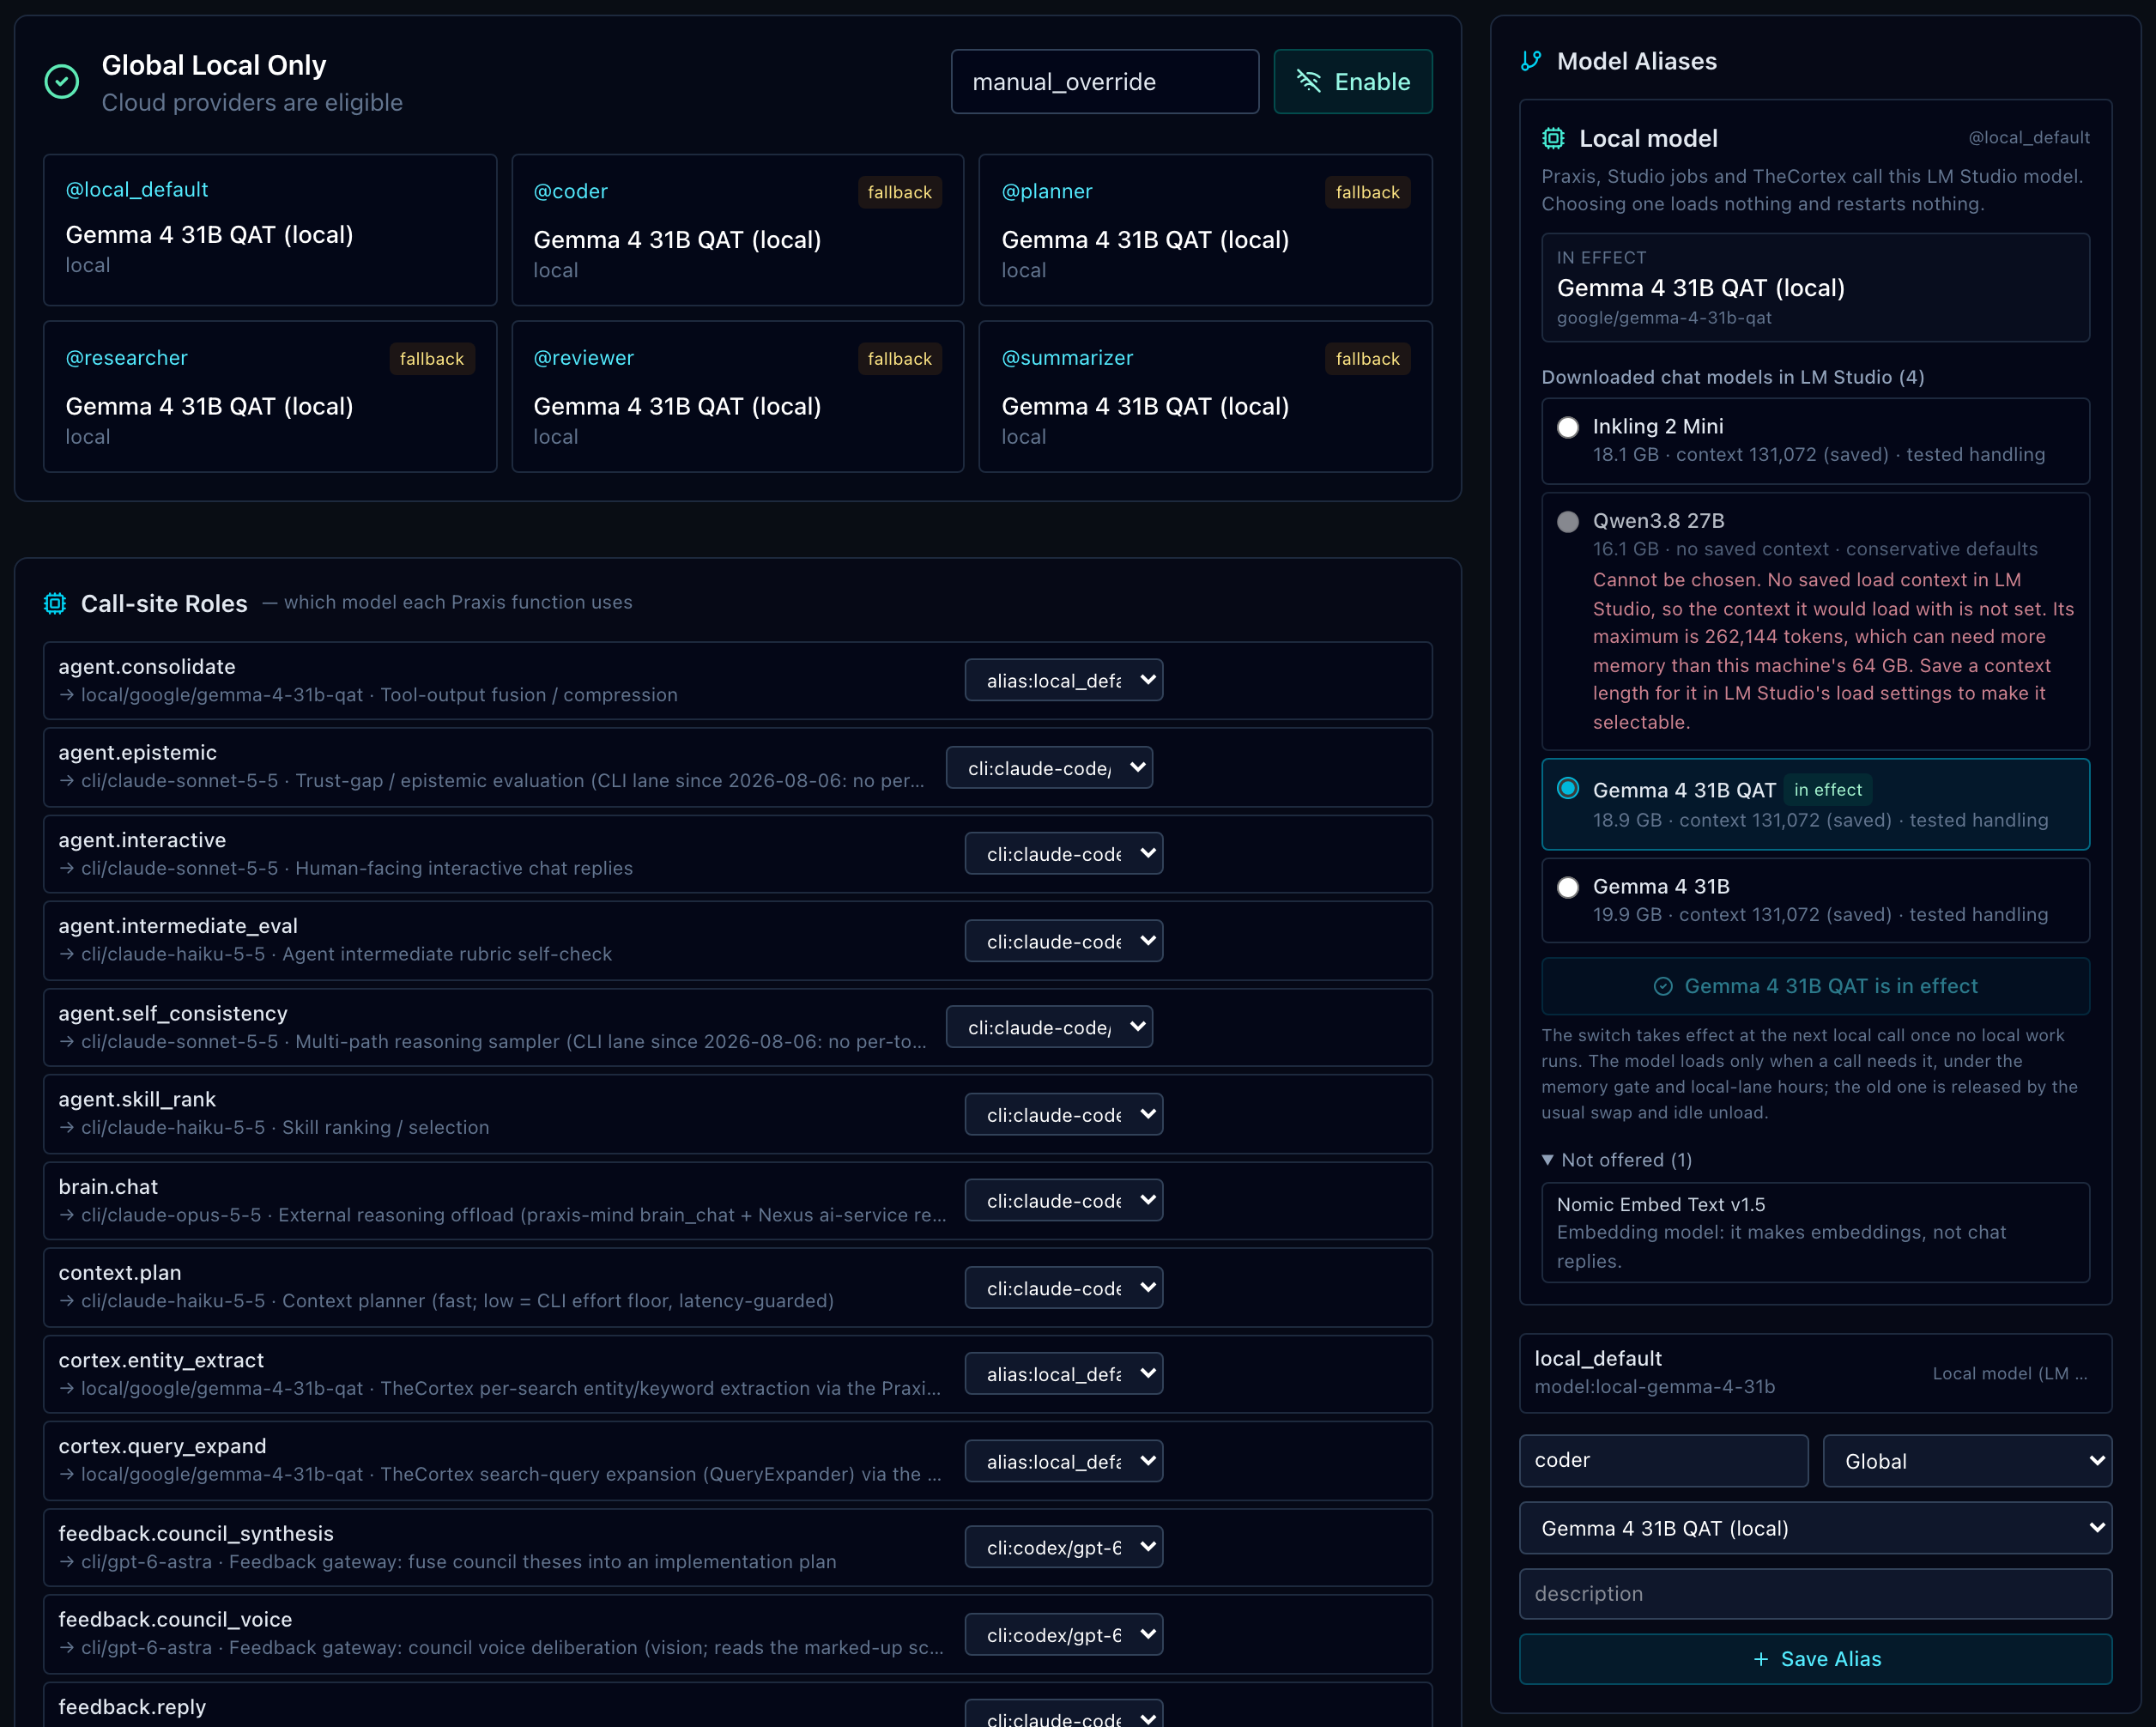 Global Local Only
Cloud providers are eligible
manual_override
Enable
@local_default
Gemma 4 31B QAT (local)
local
@coder
fallback
Gemma 4 31B QAT (local)
local
@planner
fallback
Gemma 4 31B QAT (local)
local
@researcher
fallback
Gemma 4 31B QAT (local)
local
@reviewer
fallback
Gemma 4 31B QAT (local)
local
@summarizer
fallback
Gemma 4 31B QAT (local)
local
Call-site Roles — which model each Praxis function uses
agent.consolidate
→ local/google/gemma-4-31b-qat · Tool-output fusion / compression
alias:local_defa
agent.epistemic
→ cli/claude-sonnet-5-5 · Trust-gap / epistemic evaluation (CLI lane since 2026-08-06: no per...
cli:claude-code/
agent.interactive
→ cli/claude-sonnet-5-5 · Human-facing interactive chat replies
cli:claude-code
agent.intermediate_eval
→ cli/claude-haiku-5-5 · Agent intermediate rubric self-check
cli:claude-code
agent.self_consistency
→ cli/claude-sonnet-5-5 · Multi-path reasoning sampler (CLI lane since 2026-08-06: no per-to...
cli:claude-code/
agent.skill_rank
→ cli/claude-haiku-5-5 · Skill ranking / selection
cli:claude-code
brain.chat
→ cli/claude-opus-5-5 · External reasoning offload (praxis-mind brain_chat + Nexus ai-service re...
cli:claude-code
context.plan
→ cli/claude-haiku-5-5 · Context planner (fast; low = CLI effort floor, latency-guarded)
cli:claude-code
cortex.entity_extract
→ local/google/gemma-4-31b-qat · TheCortex per-search entity/keyword extraction via the Praxi...
alias:local_defa
cortex.query_expand
→ local/google/gemma-4-31b-qat · TheCortex search-query expansion (QueryExpander) via the ...
alias:local_defa
feedback.council_synthesis
→ cli/gpt-6-astra · Feedback gateway: fuse council theses into an implementation plan
cli:codex/gpt-6
feedback.council_voice
→ cli/gpt-6-astra · Feedback gateway: council voice deliberation (vision; reads the marked-up sc...
cli:codex/gpt-6
feedback.reply
cli:claude-code
Model Aliases
Local model
@local_default
Praxis, Studio jobs and TheCortex call this LM Studio model.
Choosing one loads nothing and restarts nothing.
IN EFFECT
Gemma 4 31B QAT (local)
google/gemma-4-31b-qat
Downloaded chat models in LM Studio (4)
Inkling 2 Mini
18.1 GB · context 131,072 (saved) · tested handling
Qwen3.8 27B
16.1 GB · no saved context · conservative defaults
Cannot be chosen. No saved load context in LM
Studio, so the context it would load with is not set. Its
maximum is 262,144 tokens, which can need more
memory than this machine's 64 GB. Save a context
length for it in LM Studio's load settings to make it
selectable.
Gemma 4 31B QAT in effect
18.9 GB · context 131,072 (saved) · tested handling
Gemma 4 31B
19.9 GB · context 131,072 (saved) · tested handling
Gemma 4 31B QAT is in effect
The switch takes effect at the next local call once no local work
runs. The model loads only when a call needs it, under the
memory gate and local-lane hours; the old one is released by the
usual swap and idle unload.
▼ Not offered (1)
Nomic Embed Text v1.5
Embedding model: it makes embeddings, not chat
replies.
local_default
model:local-gemma-4-31b
Local model (LM ...
coder
Global
Gemma 4 31B QAT (local)
description
+ Save Alias